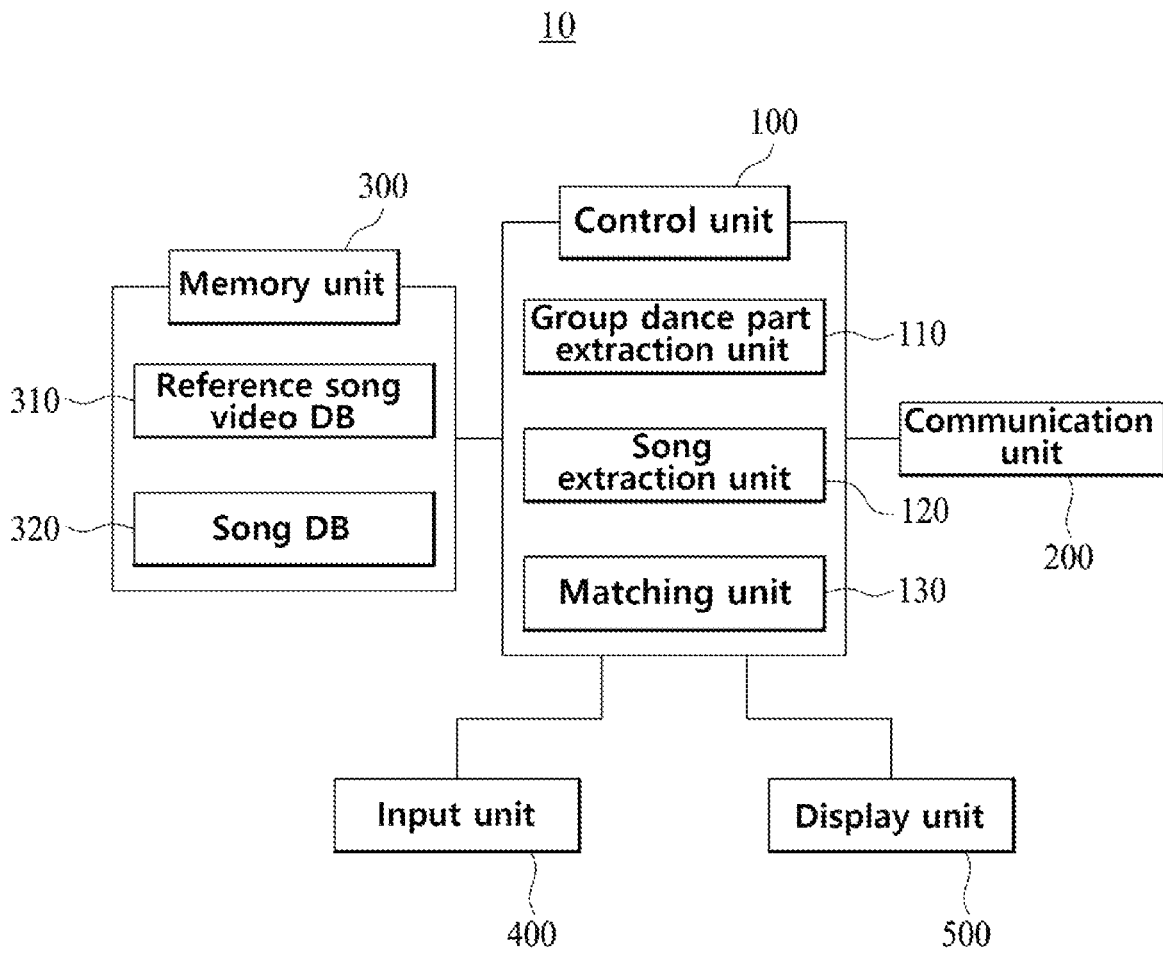 10
100
300
Control unit
Memory unit
Group dance part
extraction unit
110
310
Reference song
video DB
Communication
unit
Song
extraction unit
120
200
320
Song DB
Matching unit
130
Input unit
Display unit
400
500